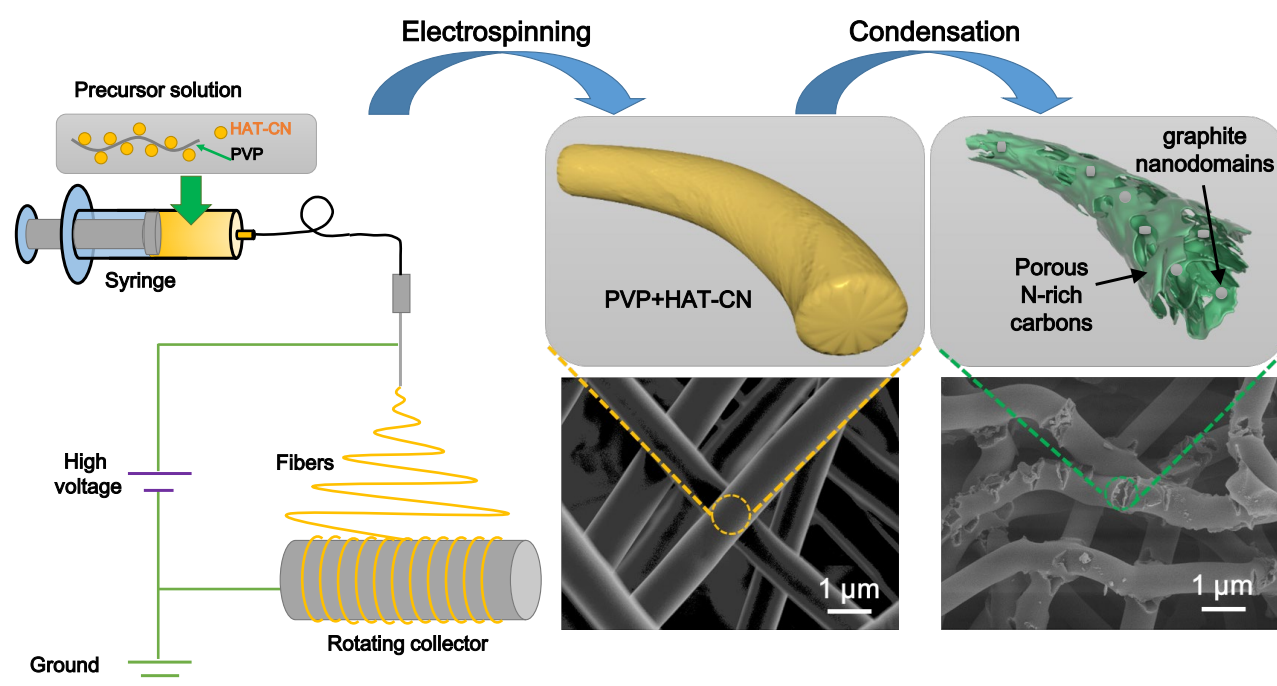 Electrospinning
Condensation
Precursor solution
HAT-CN
PVP
Syringe
High
voltage
Fibers
Rotating collector
Ground
PVP+HAT-CN
1 µm
graphite
nanodomains
Porous
N-rich
carbons
1 µm